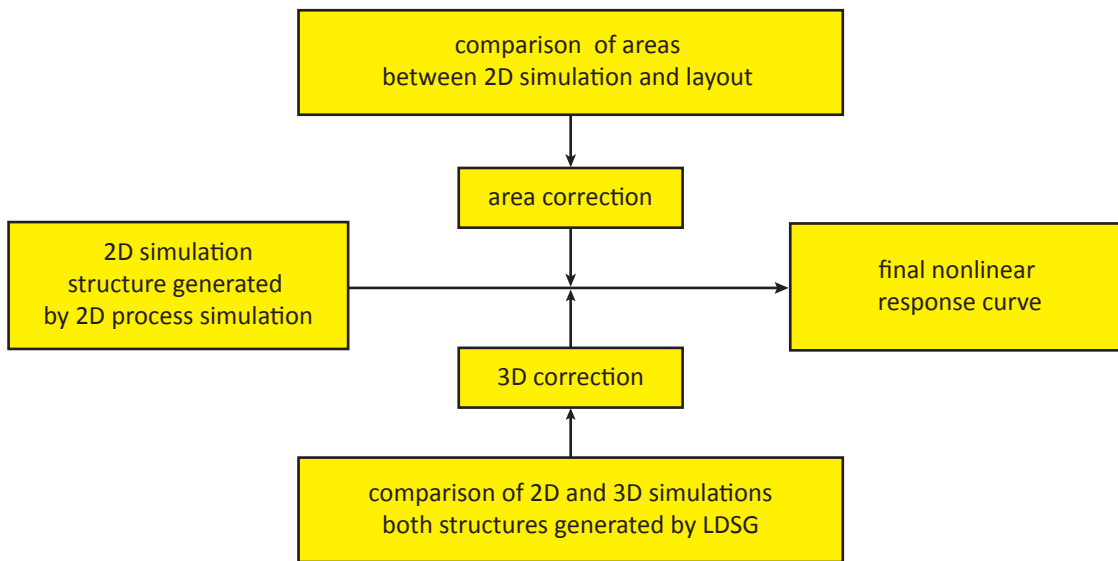 comparison of areas
between 2D simulation and layout
area correction
2D simulation
structure generated
by 2D process simulation
final nonlinear
response curve
3D correction
comparison of 2D and 3D simulations
both structures generated by LDSG